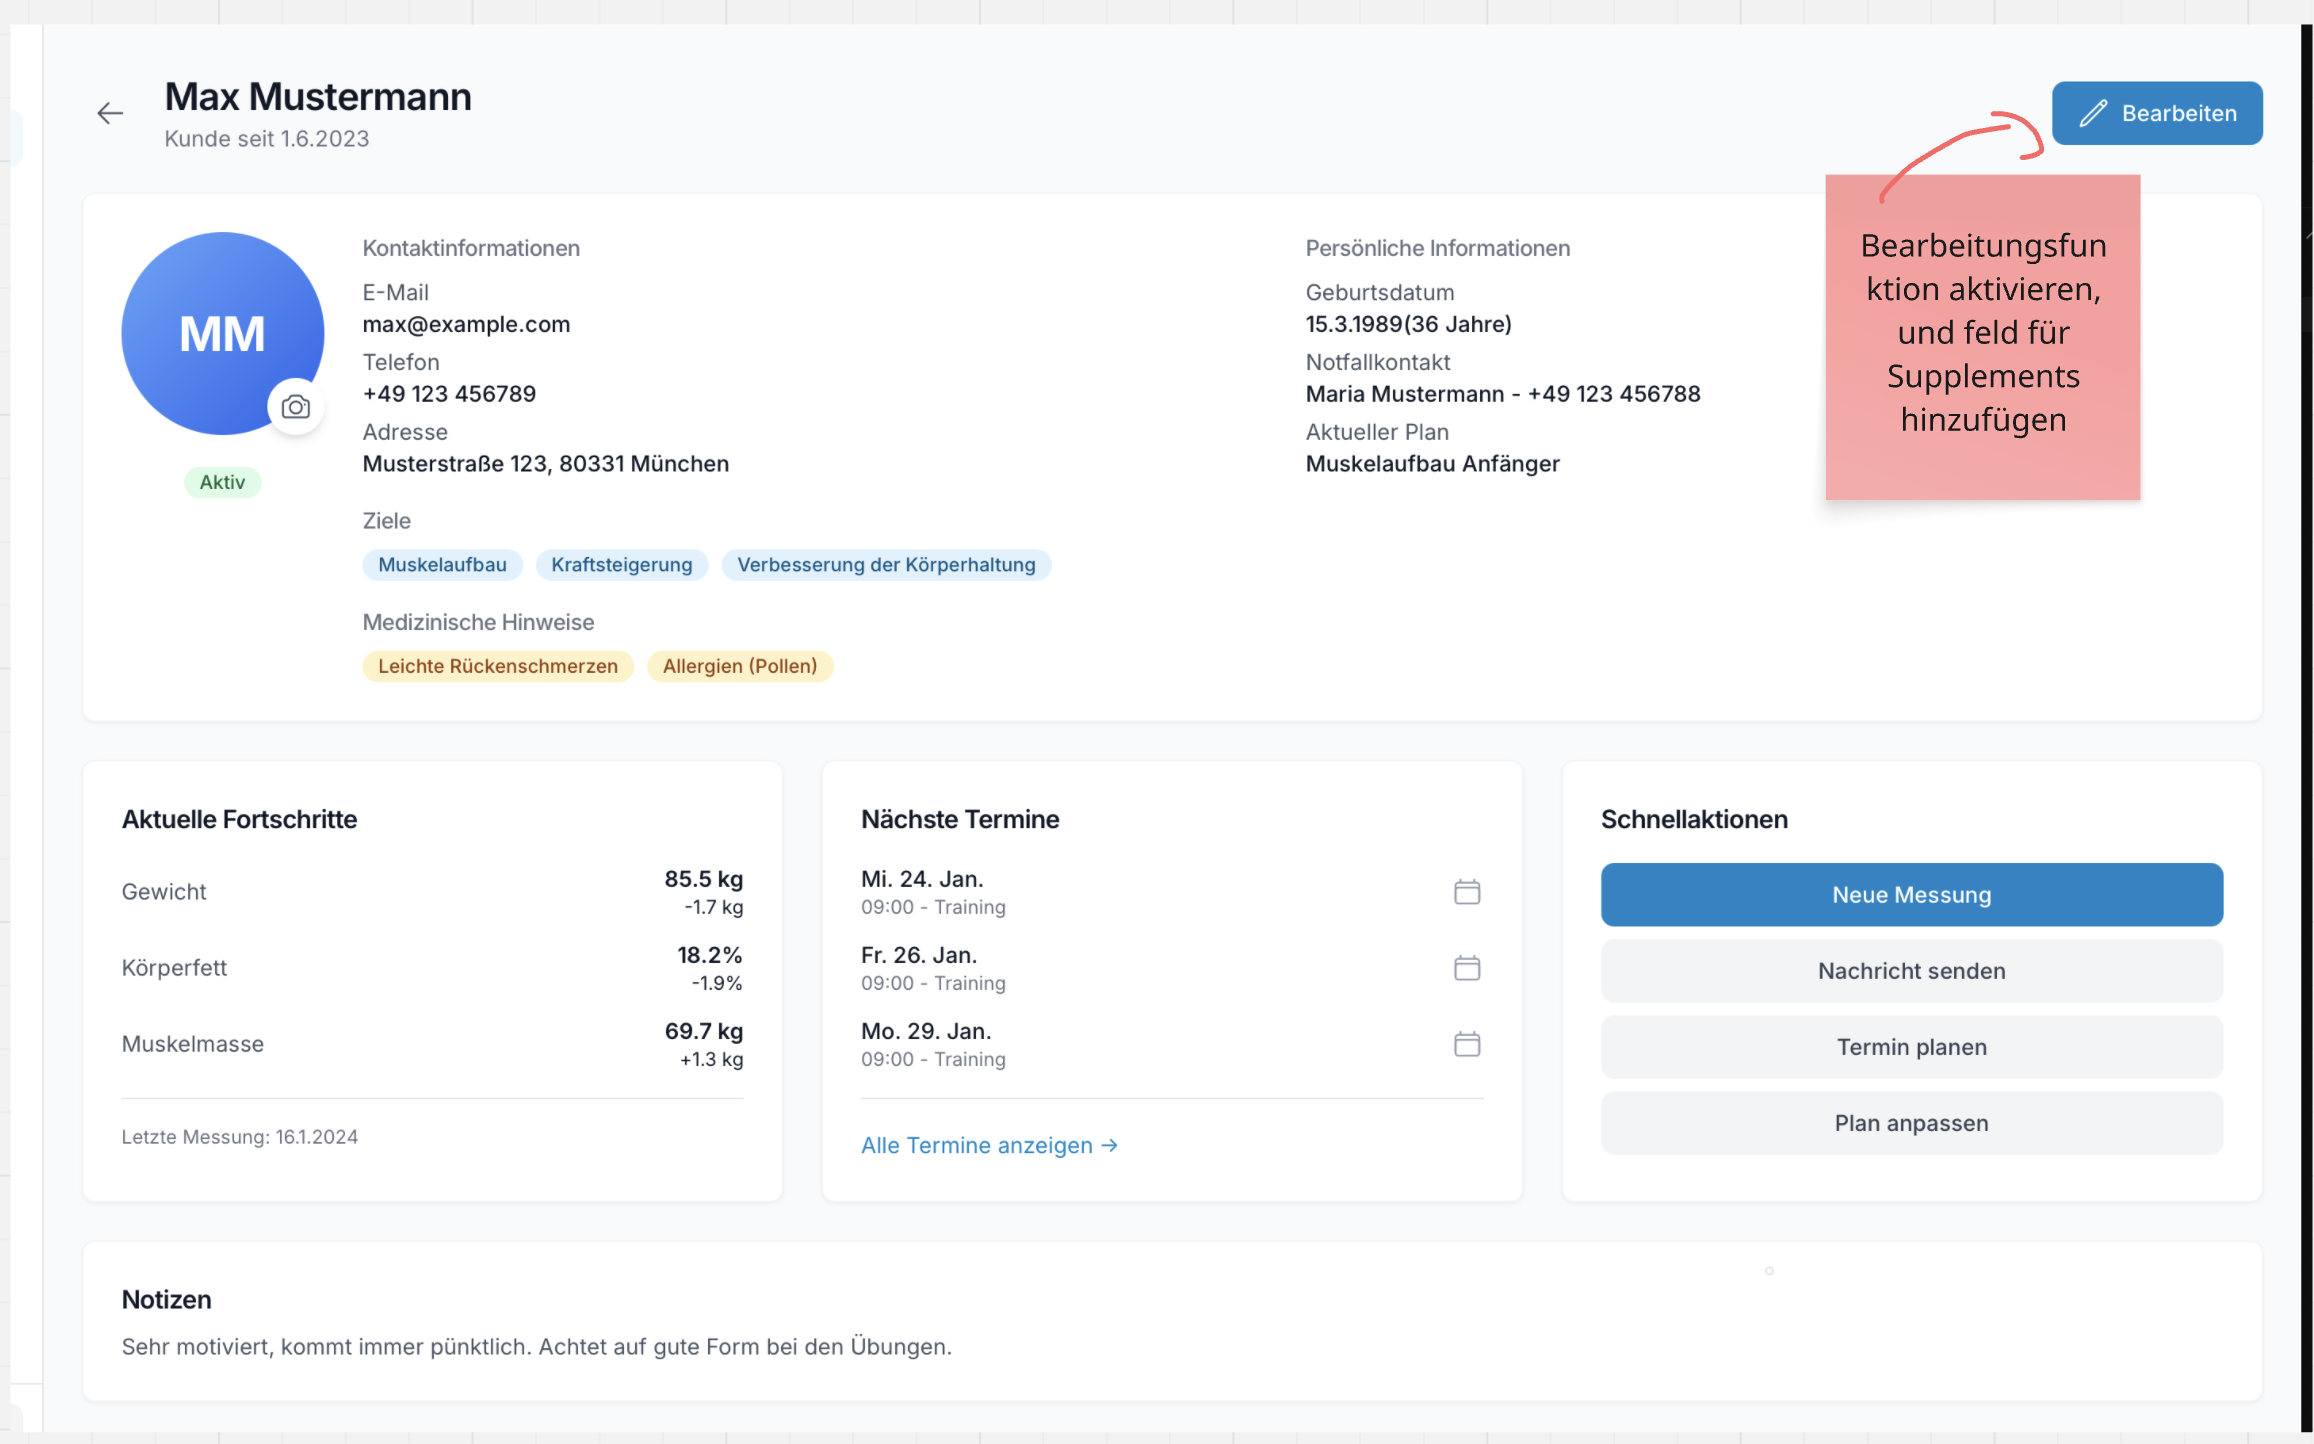 Max Mustermann
Kunde seit 1.6.2023
Bearbeiten
Bearbeitungsfun
ktion aktivieren,
und feld für
Supplements
hinzufügen
MM
Aktiv
Kontaktinformationen
E-Mail
max@example.com
Telefon
+49 123 456789
Adresse
Musterstraße 123, 80331 München
Persönliche Informationen
Geburtsdatum
15.3.1989(36 Jahre)
Notfallkontakt
Maria Mustermann - +49 123 456788
Aktueller Plan
Muskelaufbau Anfänger
Ziele
Muskelaufbau Kraftsteigerung Verbesserung der Körperhaltung
Medizinische Hinweise
Leichte Rückenschmerzen Allergien (Pollen)
Aktuelle Fortschritte
Gewicht
85.5 kg
-1.7 kg
Körperfett
18.2%
-1.9%
Muskelmasse
69.7 kg
+1.3 kg
Letzte Messung: 16.1.2024
Nächste Termine
Mi. 24. Jan.
09:00 - Training
Fr. 26. Jan.
09:00 - Training
Mo. 29. Jan.
09:00 - Training
Alle Termine anzeigen →
Schnellaktionen
Neue Messung
Nachricht senden
Termin planen
Plan anpassen
Notizen
Sehr motiviert, kommt immer pünktlich. Achtet auf gute Form bei den Übungen.